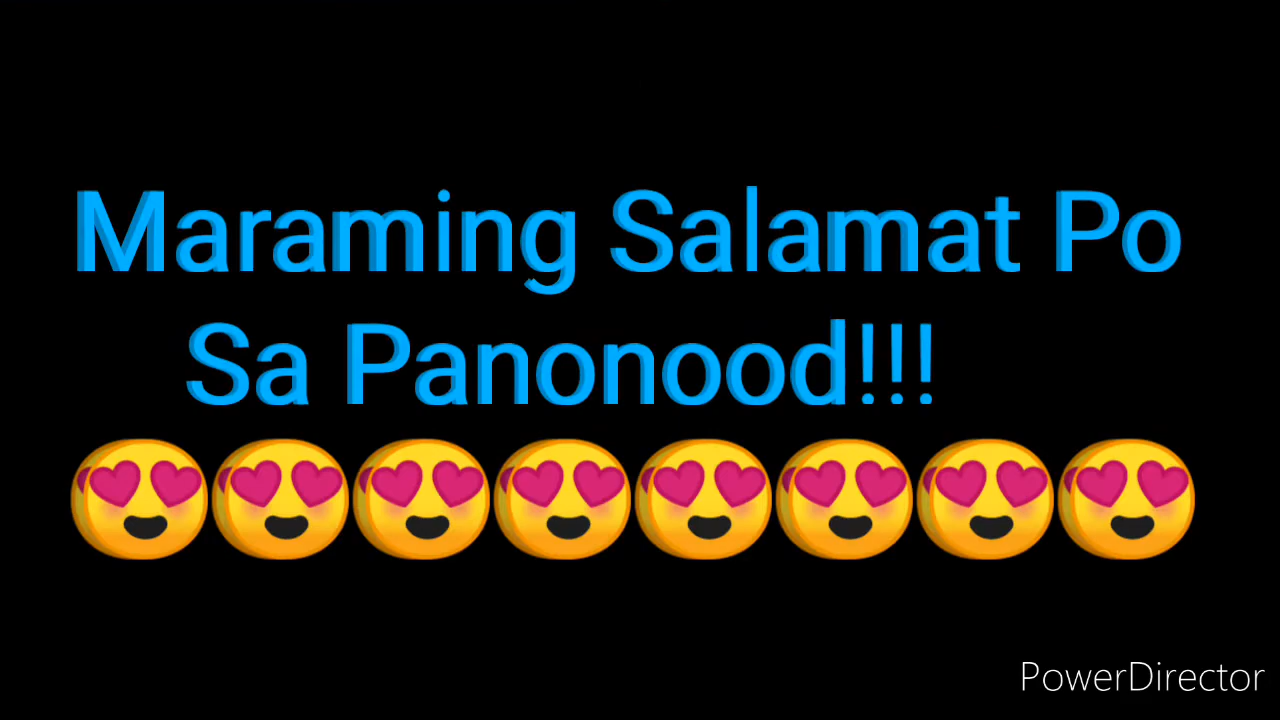 Maraming Salamat Po
Sa Panonood!!!
😍😍😍😍😍😍😍😍
PowerDirector